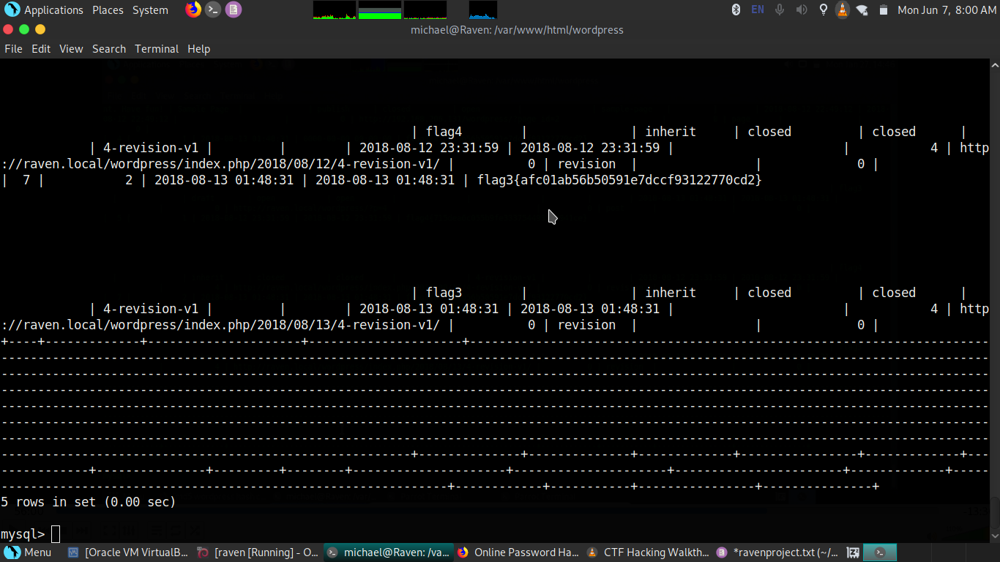 Applications Places System EN Mon Jun 7, 8:00 AM
michael@Raven: /var/www/html/wordpress
File Edit View Search Terminal Help
| flag4 | | inherit | closed | closed |
| 4-revision-v1 | | | 2018-08-12 23:31:59 | 2018-08-12 23:31:59 | | 4 | http
://raven.local/wordpress/index.php/2018/08/12/4-revision-v1/ | 0 | revision | | 0 |
| 7 | 2 | 2018-08-13 01:48:31 | 2018-08-13 01:48:31 | flag3{afc01ab56b50591e7dccf93122770cd2}
| flag3 | | inherit | closed | closed |
| 4-revision-v1 | | | 2018-08-13 01:48:31 | 2018-08-13 01:48:31 | | 4 | http
://raven.local/wordpress/index.php/2018/08/13/4-revision-v1/ | 0 | revision | | 0 |
5 rows in set (0.00 sec)
mysql>
Menu [Oracle VM VirtualB... [raven [Running] - O... michael@Raven: /va... Online Password Ha... CTF Hacking Walkth... *ravenproject.txt (~/...